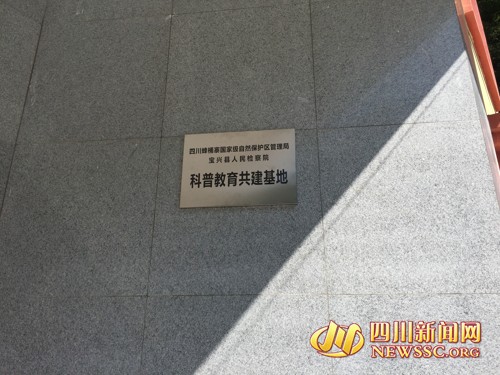 四川蜂桶寨国家级自然保护区管理局
宝兴县人民检察院
科普教育共建基地
四川新闻网
NEWSSC.ORG